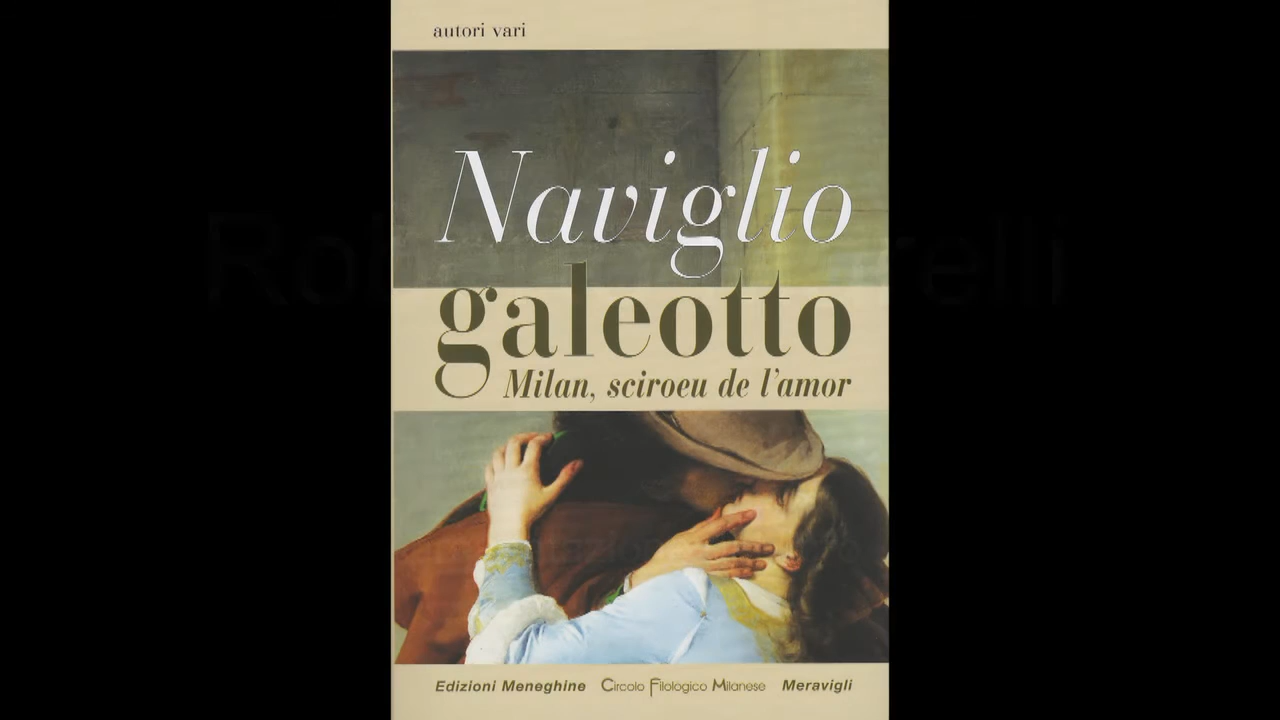 autori vari
Naviglio
galeotto
Milan, sciroeu de l'amor
Edizioni Meneghine Circolo Filologico Milanese Meravigli